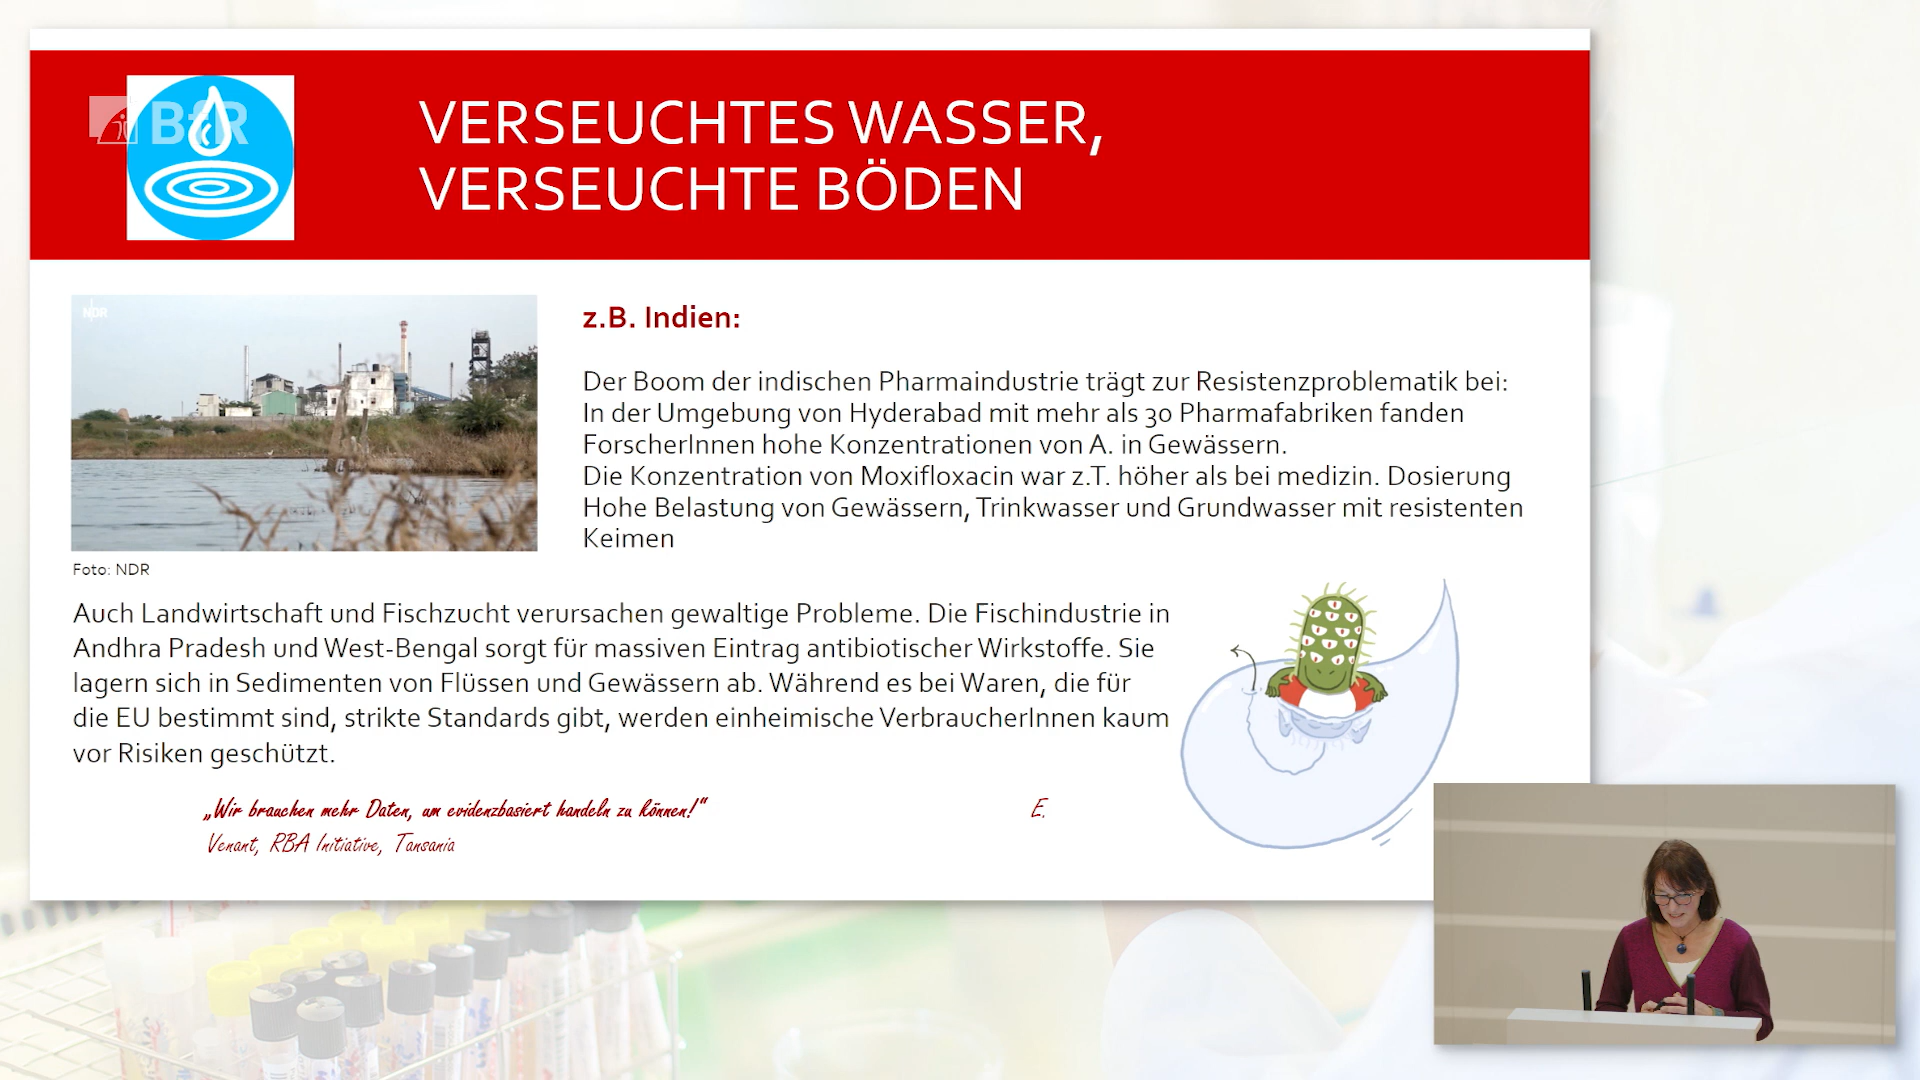 BfR
VERSEUCHTES WASSER,
VERSEUCHTE BÖDEN
NDR
z.B. Indien:
Der Boom der indischen Pharmaindustrie trägt zur Resistenzproblematik bei:
In der Umgebung von Hyderabad mit mehr als 30 Pharmafabriken fanden
ForscherInnen hohe Konzentrationen von A. in Gewässern.
Die Konzentration von Moxifloxacin war z.T. höher als bei medizin. Dosierung
Hohe Belastung von Gewässern, Trinkwasser und Grundwasser mit resistenten
Keimen
Foto: NDR
Auch Landwirtschaft und Fischzucht verursachen gewaltige Probleme. Die Fischindustrie in
Andhra Pradesh und West-Bengal sorgt für massiven Eintrag antibiotischer Wirkstoffe. Sie
lagern sich in Sedimenten von Flüssen und Gewässern ab. Während es bei Waren, die für
die EU bestimmt sind, strikte Standards gibt, werden einheimische VerbraucherInnen kaum
vor Risiken geschützt.
„Wir brauchen mehr Daten, um evidenzbasiert handeln zu können!“ E.
Venant, RBA Initiative, Tansania